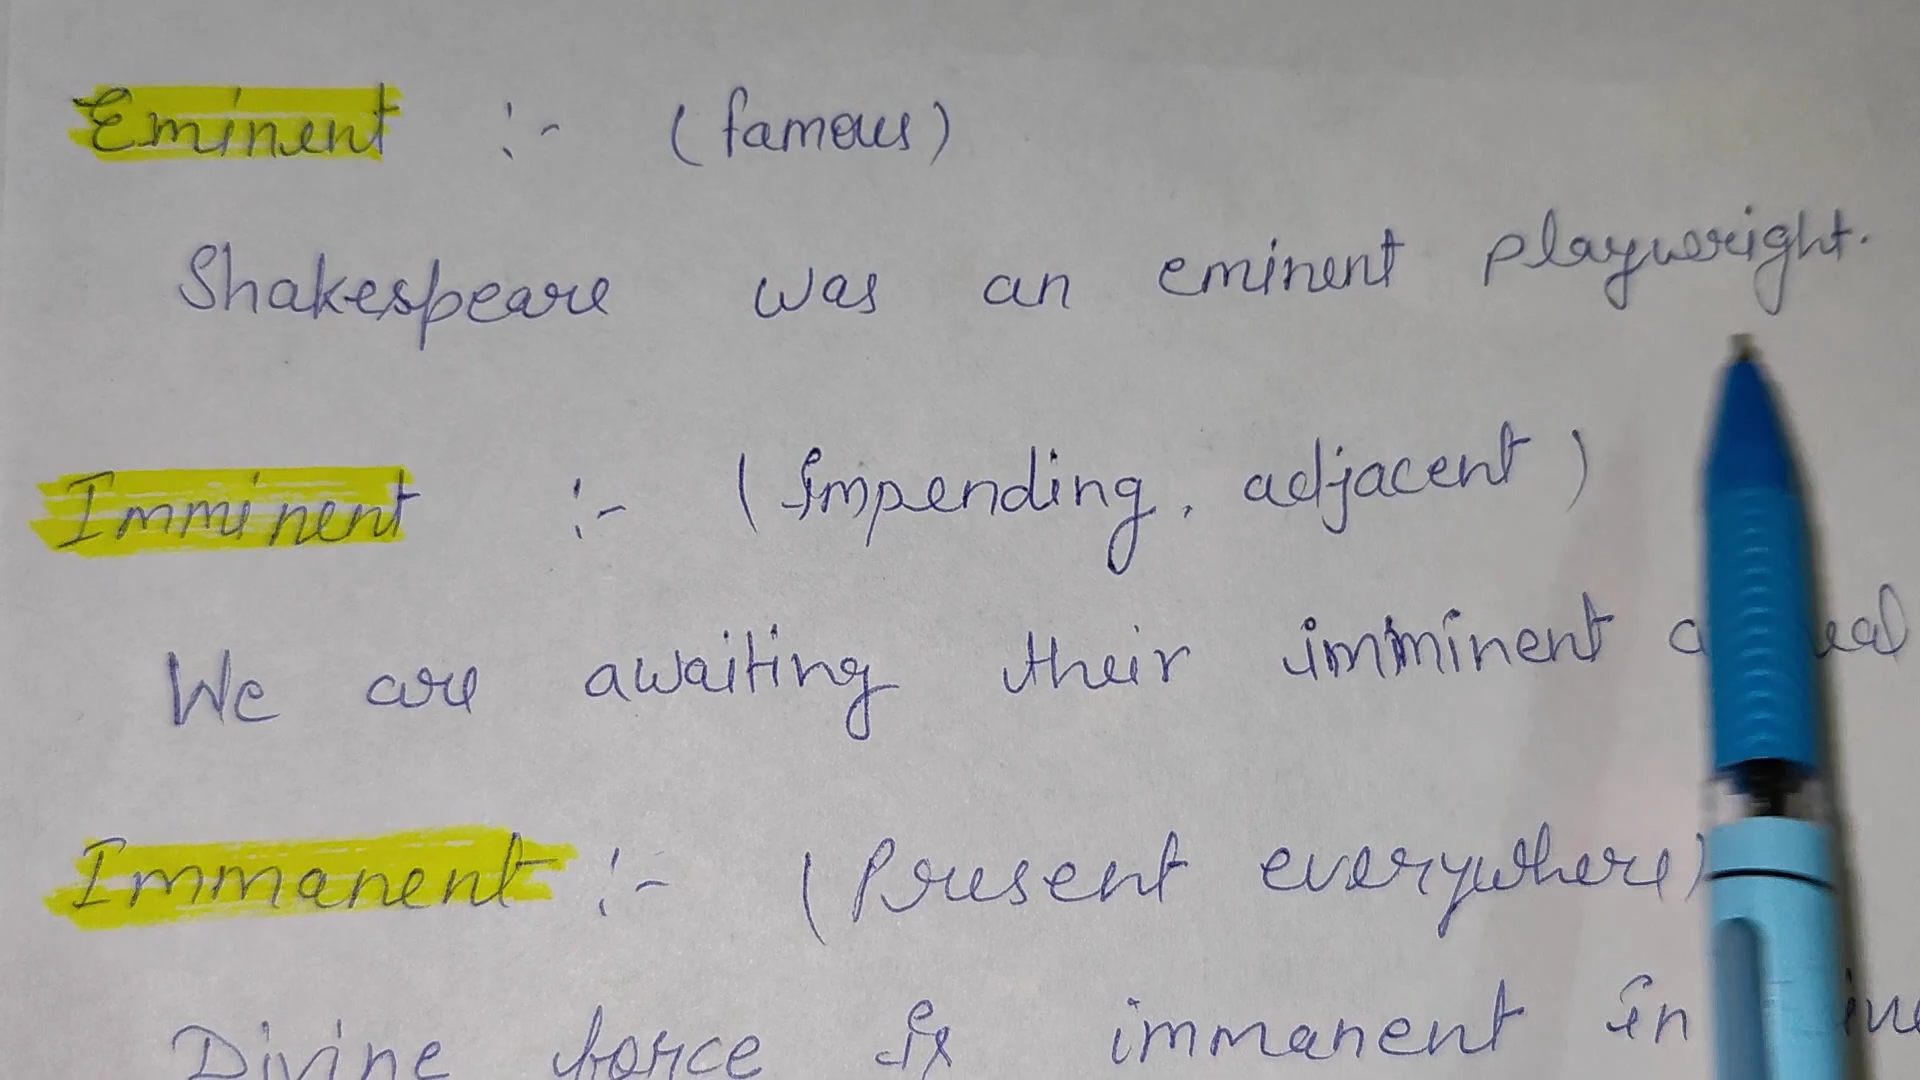 Eminent :- (famous)
Shakespeare was an eminent playwright.
Imminent :- (Impending, adjacent)
We are awaiting their imminent
Immanent :- (Present everywhere)
Divine force is immanent in